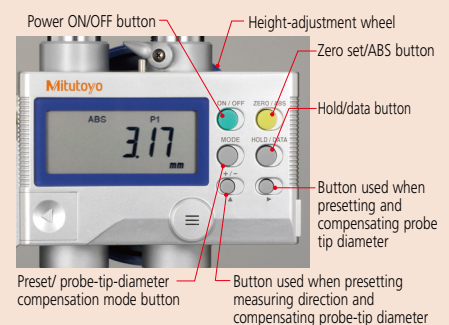 Power ON/OFF button
Height-adjustment wheel
Zero set/ABS button
Mitutoyo
ON / OFF
ZERO / ABS
ABS
P1
3.17
mm
Hold/data button
MODE
HOLD / DATA
+ / −
Button used when
presetting and
compensating probe
tip diameter
Preset/ probe-tip-diameter
compensation mode button
Button used when presetting
measuring direction and
compensating probe-tip diameter